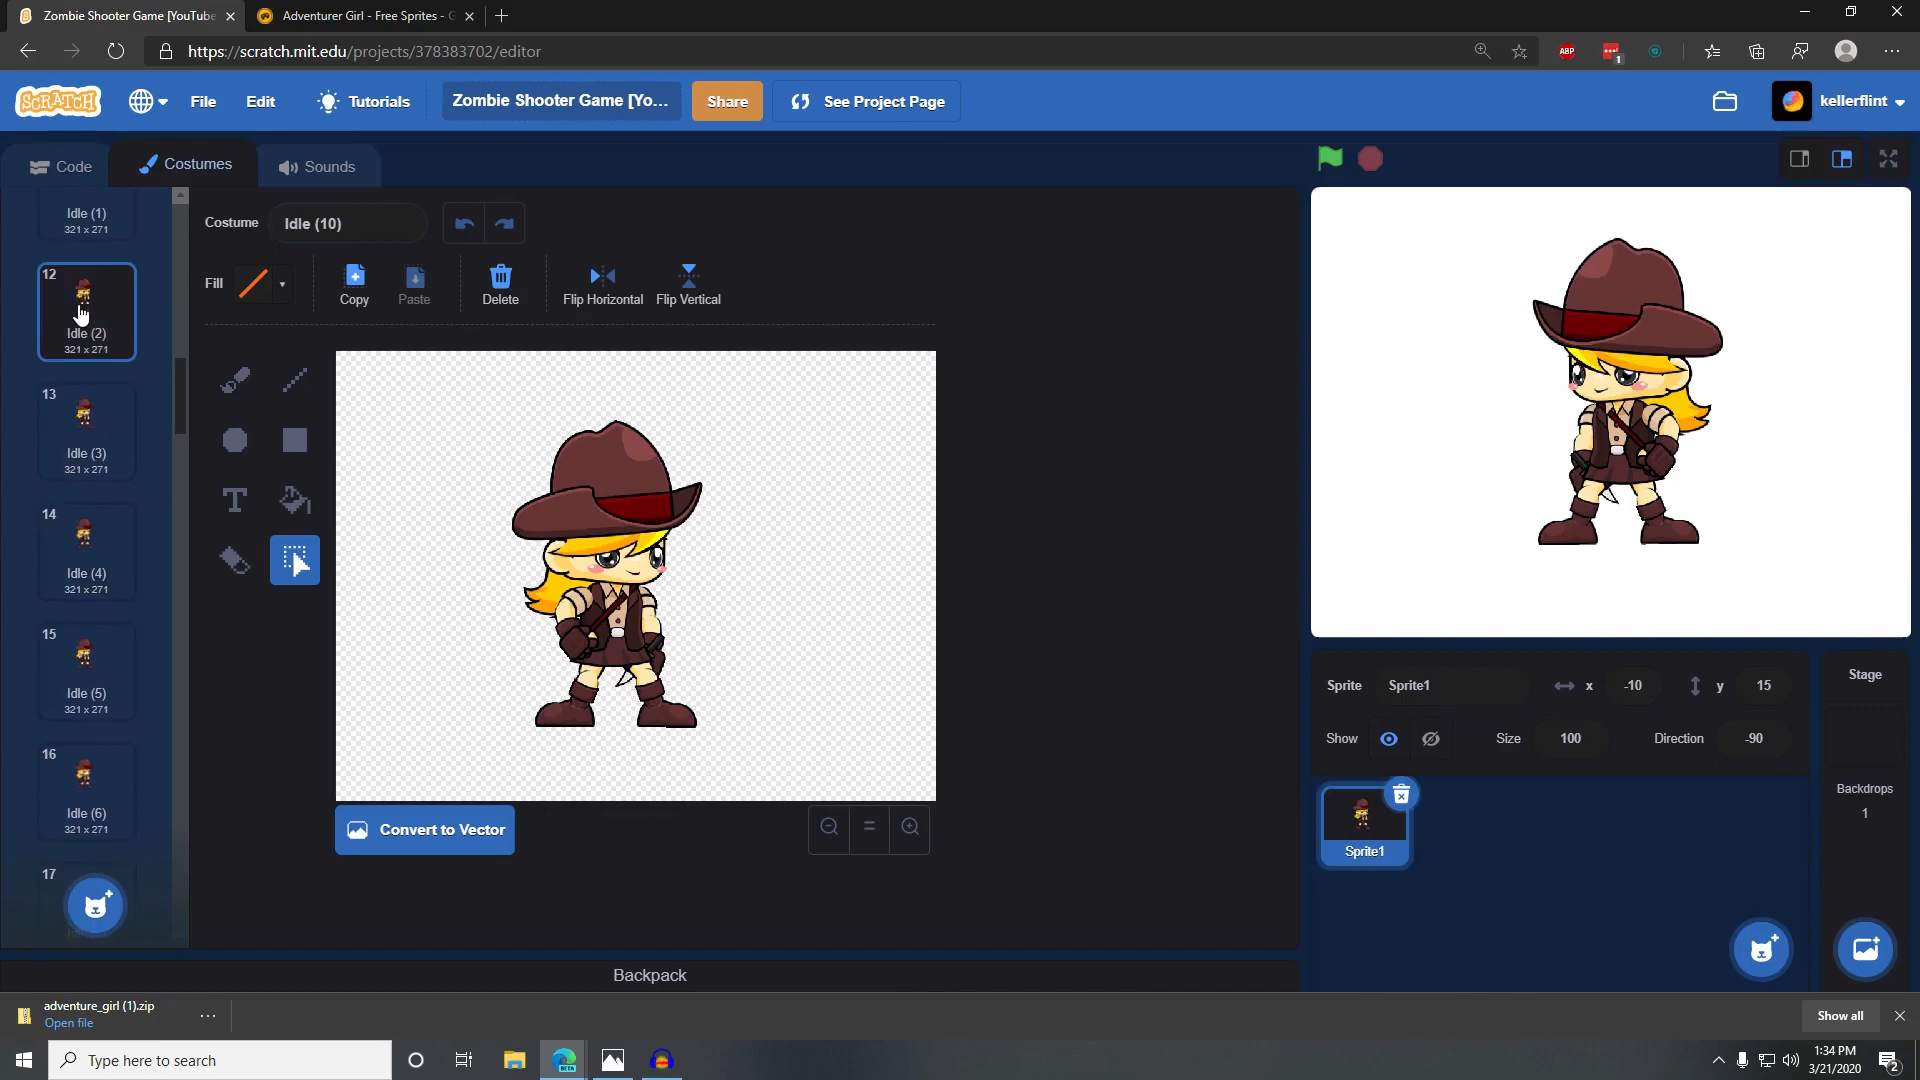 Zombie Shooter Game [YouTube
Adventurer Girl - Free Sprites - G
https://scratch.mit.edu/projects/378383702/editor
ABP
1
SCRATCH
File
Edit
Tutorials
Zombie Shooter Game [Yo...
Share
See Project Page
kellerflint
Code
Costumes
Sounds
Idle (1)
321 x 271
12
Idle (2)
321 x 271
13
Idle (3)
321 x 271
14
Idle (4)
321 x 271
15
Idle (5)
321 x 271
16
Idle (6)
321 x 271
17
Costume
Idle (10)
Fill
Copy
Paste
Delete
Flip Horizontal
Flip Vertical
T
Convert to Vector
Sprite
Sprite1
x
-10
y
15
Show
Size
100
Direction
-90
Sprite1
Stage
Backdrops
1
Backpack
adventure_girl (1).zip
Open file
Show all
Type here to search
BETA
1:34 PM
3/21/2020
2